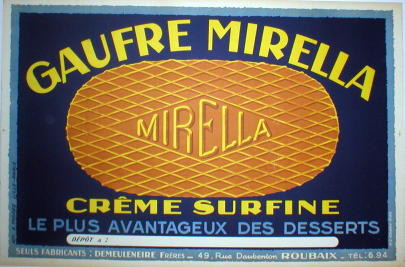 GAUFRE MIRELLA
MIRELLA
CRÈME SURFINE
LE PLUS AVANTAGEUX DES DESSERTS
DÉPÔT à :
SEULS FABRICANTS : DEMEULENEIRE FRÈRES _ 49, Rue Daubenton ROUBAIX _ TÉL: 6.94